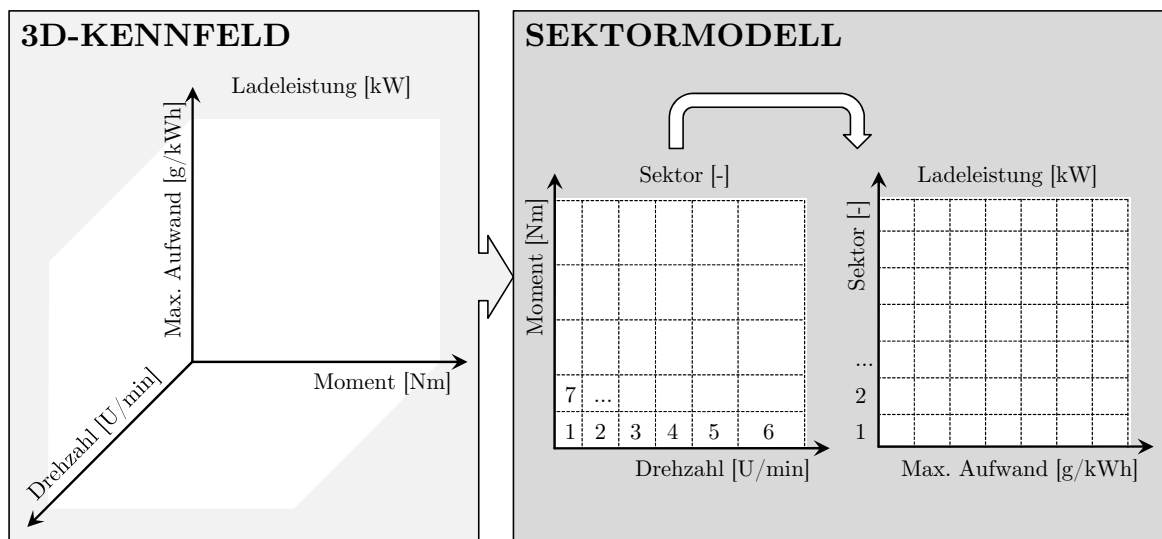 3D-KENNFELD
Ladeleistung [kW]
Max. Aufwand [g/kWh]
Moment [Nm]
Drehzahl [U/min]
SEKTORMODELL
Sektor [-]
Moment [Nm]
7 ...
1 2 3 4 5 6
Drehzahl [U/min]
Ladeleistung [kW]
Sektor [-]
...
2
1
Max. Aufwand [g/kWh]